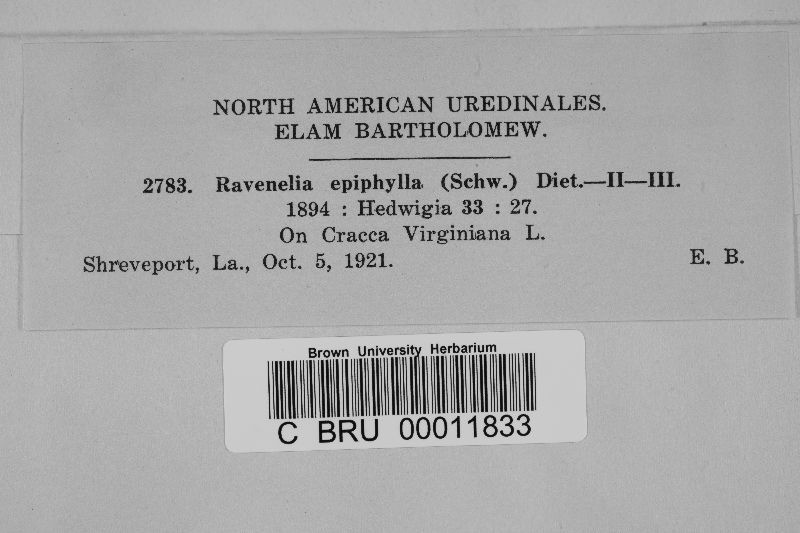 NORTH AMERICAN UREDINALES.
ELAM BARTHOLOMEW.
2783. Ravenelia epiphylla (Schw.) Diet.—II—III.
1894 : Hedwigia 33 : 27.
On Cracca Virginiana L.
Shreveport, La., Oct. 5, 1921. E. B.
Brown University Herbarium
C BRU 00011833